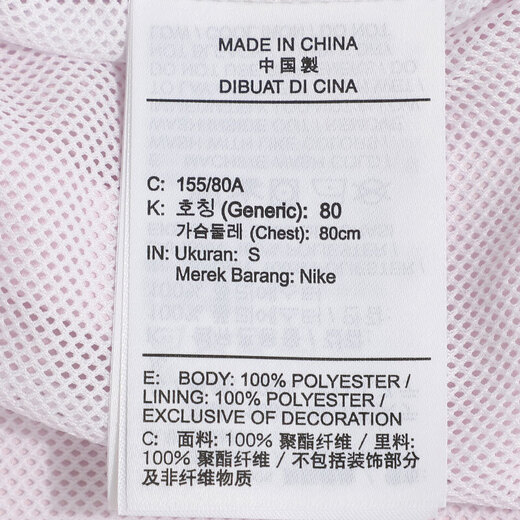 MADE IN CHINA
中国製
DIBUAT DI CINA
C: 155/80A
K: 호칭 (Generic): 80
가슴둘레 (Chest): 80cm
IN: Ukuran: S
Merek Barang: Nike
E: BODY: 100% POLYESTER /
LINING: 100% POLYESTER /
EXCLUSIVE OF DECORATION
C: 面料: 100% 聚酯纤维 / 里料:
100% 聚酯纤维 / 不包括装饰部分
及非纤维物质